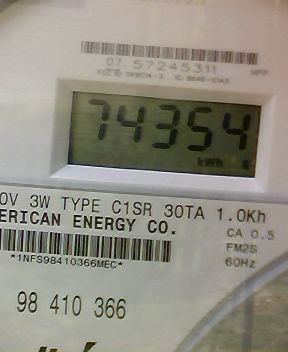 07 57245311
74354
kWh
0V 3W TYPE C1SR 30TA 1.0Kh
ERICAN ENERGY CO.
CA 0.5
FM2S
*1NFS98410366MEC*
60Hz
98 410 366